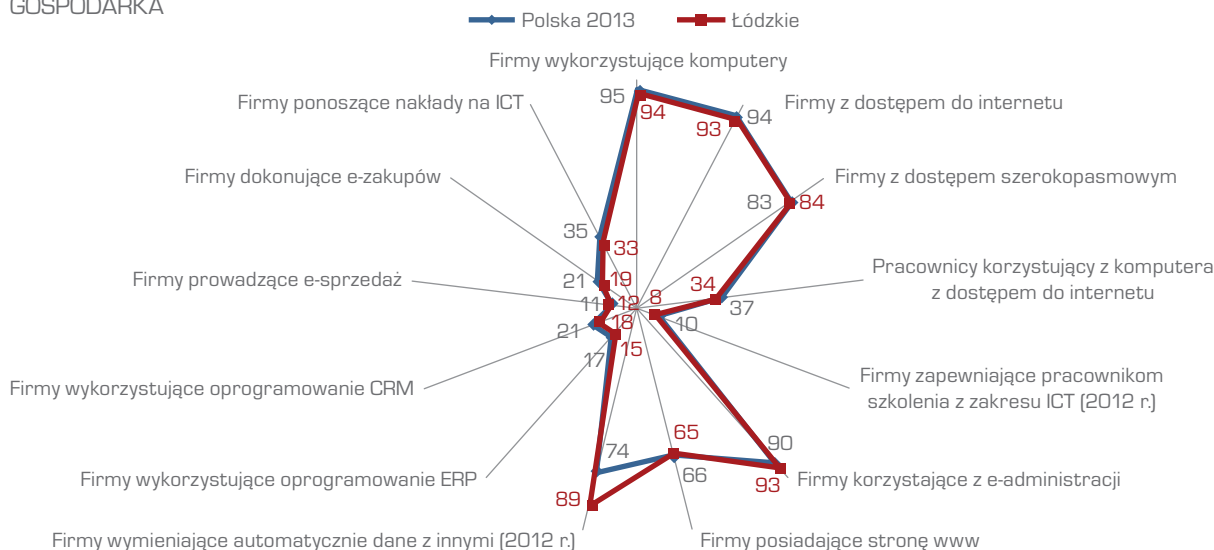 GOSPODARKA
Polska 2013
Łódzkie
Firmy wykorzystujące komputery
95
94
Firmy z dostępem do internetu
94
93
Firmy z dostępem szerokopasmowym
83
84
Pracownicy korzystujący z komputera
z dostępem do internetu
34
37
Firmy zapewniające pracownikom
szkolenia z zakresu ICT (2012 r.)
8
10
Firmy korzystające z e-administracji
90
93
Firmy posiadające stronę www
65
66
Firmy wymieniające automatycznie dane z innymi (2012 r.)
74
89
Firmy wykorzystujące oprogramowanie ERP
17
15
Firmy wykorzystujące oprogramowanie CRM
21
18
Firmy prowadzące e-sprzedaż
11
12
Firmy dokonujące e-zakupów
21
19
Firmy ponoszące nakłady na ICT
35
33